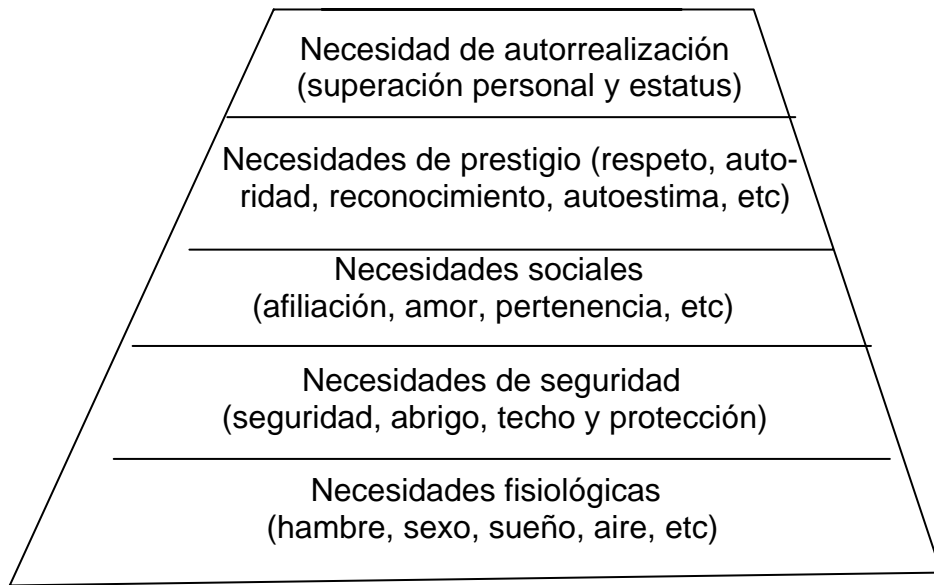 Necesidad de autorrealización
(superación personal y estatus)
Necesidades de prestigio (respeto, auto-
ridad, reconocimiento, autoestima, etc)
Necesidades sociales
(afiliación, amor, pertenencia, etc)
Necesidades de seguridad
(seguridad, abrigo, techo y protección)
Necesidades fisiológicas
(hambre, sexo, sueño, aire, etc)